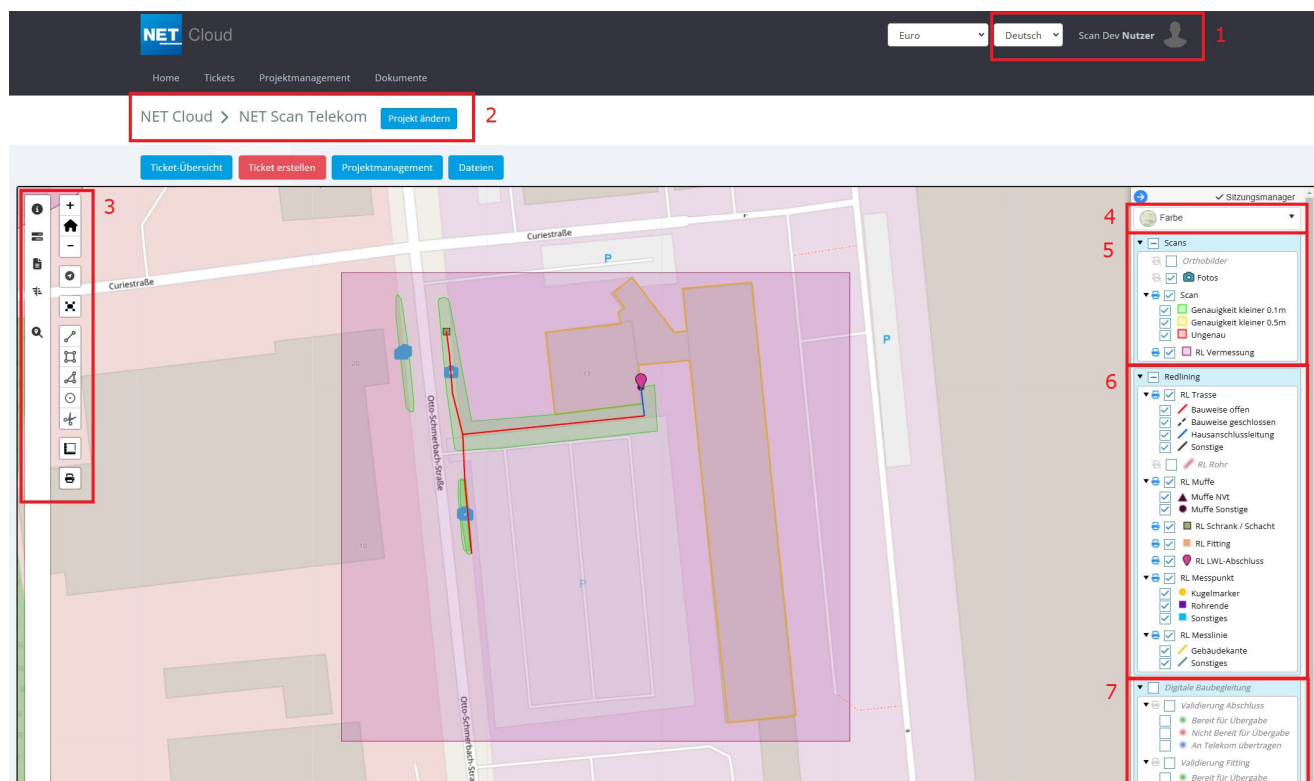 NET Cloud
Euro
Deutsch
Scan Dev Nutzer
1
Home Tickets Projektmanagement Dokumente
NET Cloud > NET Scan Telekom Projekt ändern
2
Ticket-Übersicht Ticket erstellen Projektmanagement Dateien
3
Curiestraße
Curiestraße
P
P
P
Otto-Schmerbach-Straße
20
13
10
Sitzungsmanager
4
Farbe
5
Scans
Orthobilder
Fotos
Scan
Genauigkeit kleiner 0.1m
Genauigkeit kleiner 0.5m
Ungenau
RL Vermessung
6
Redlining
RL Trasse
Bauweise offen
Bauweise geschlossen
Hausanschlussleitung
Sonstige
RL Rohr
RL Muffe
Muffe NVt
Muffe Sonstige
RL Schrank / Schacht
RL Fitting
RL LWL-Abschluss
RL Messpunkt
Kugelmarker
Rohrende
Sonstiges
RL Messlinie
Gebäudekante
Sonstiges
7
Digitale Baubegleitung
Validierung Abschluss
Bereit für Übergabe
Nicht Bereit für Übergabe
An Telekom übertragen
Validierung Fitting
Bereit für Übergabe